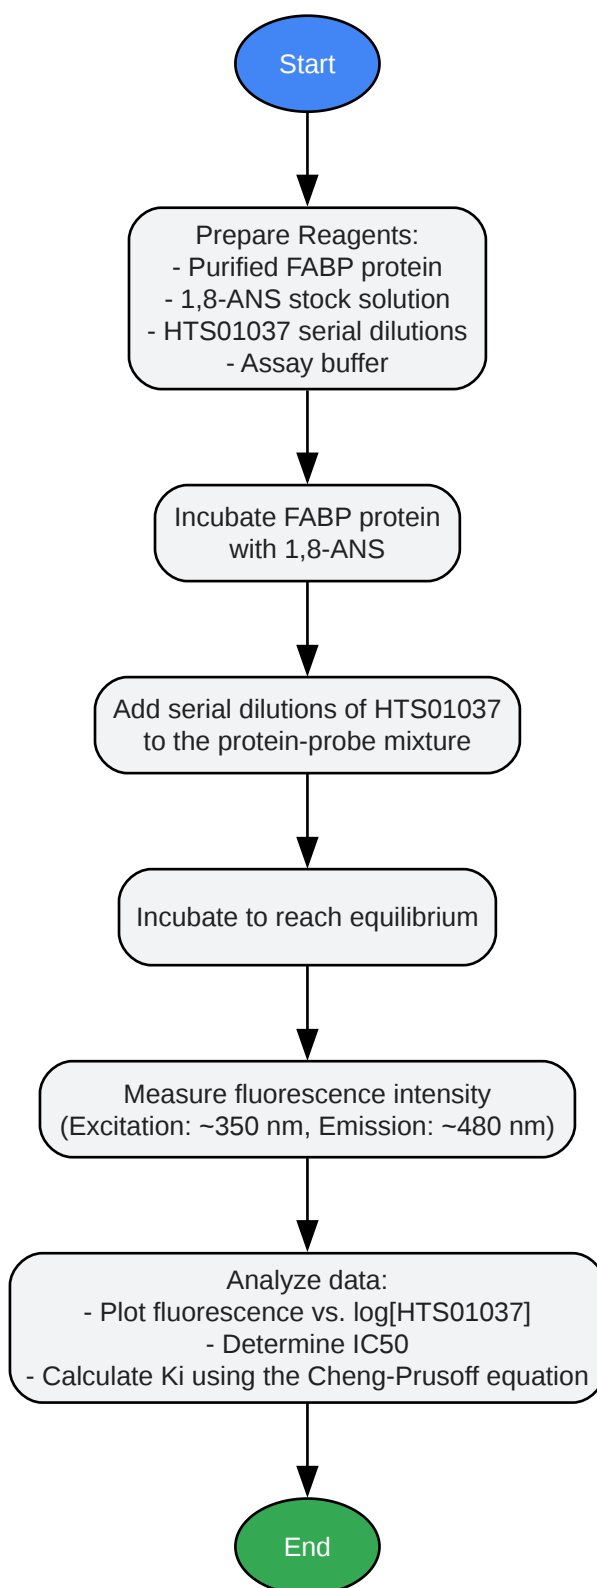 Start
Prepare Reagents:
- Purified FABP protein
- 1,8-ANS stock solution
- HTS01037 serial dilutions
- Assay buffer
Incubate FABP protein
with 1,8-ANS
Add serial dilutions of HTS01037
to the protein-probe mixture
Incubate to reach equilibrium
Measure fluorescence intensity
(Excitation: ~350 nm, Emission: ~480 nm)
Analyze data:
- Plot fluorescence vs. log[HTS01037]
- Determine IC50
- Calculate Ki using the Cheng-Prusoff equation
End